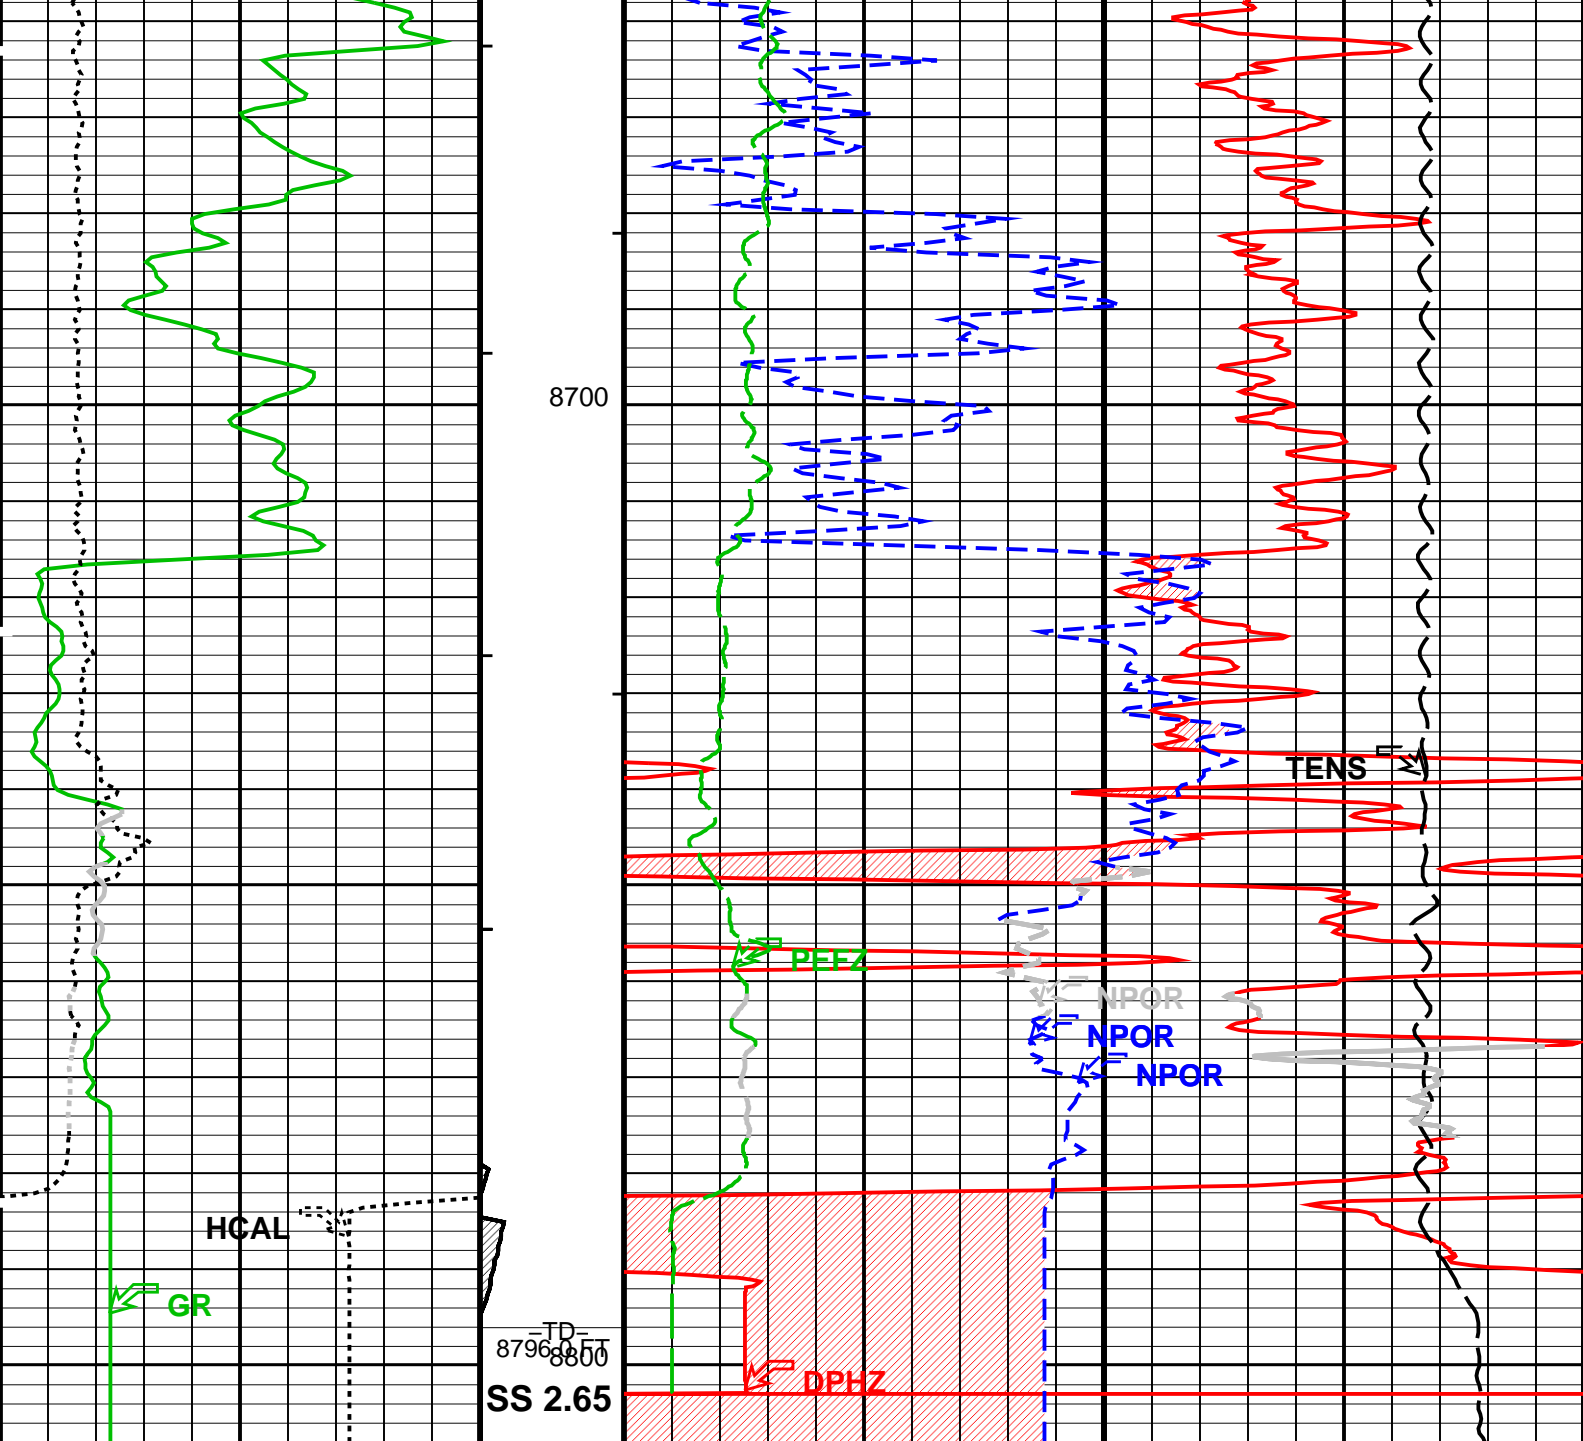 8700
TENS
PEFZ
NPOR
NPOR
NPOR
HCAL
GR
–TD–
8796.0 FT
8800
DPHZ
SS 2.65